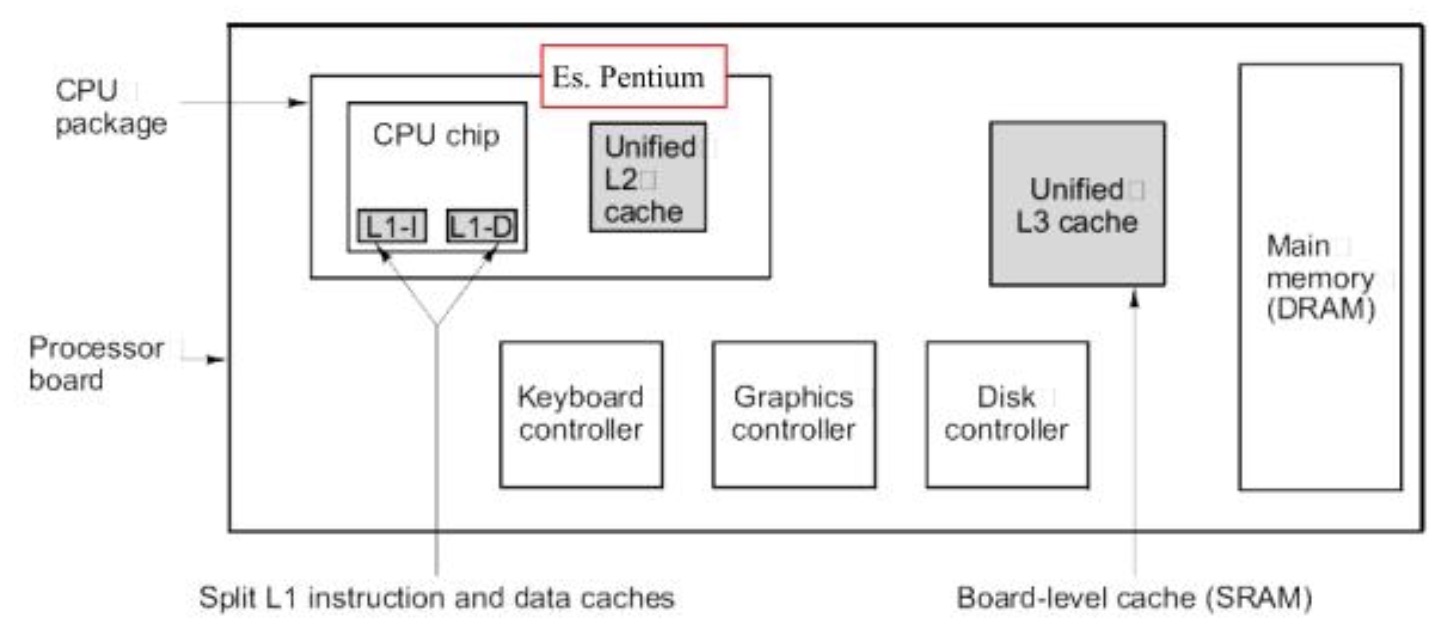 Es. Pentium
CPU
package
CPU chip
L1-I
L1-D
Unified
L2
cache
Unified
L3 cache
Main
memory
(DRAM)
Processor
board
Keyboard
controller
Graphics
controller
Disk
controller
Split L1 instruction and data caches
Board-level cache (SRAM)